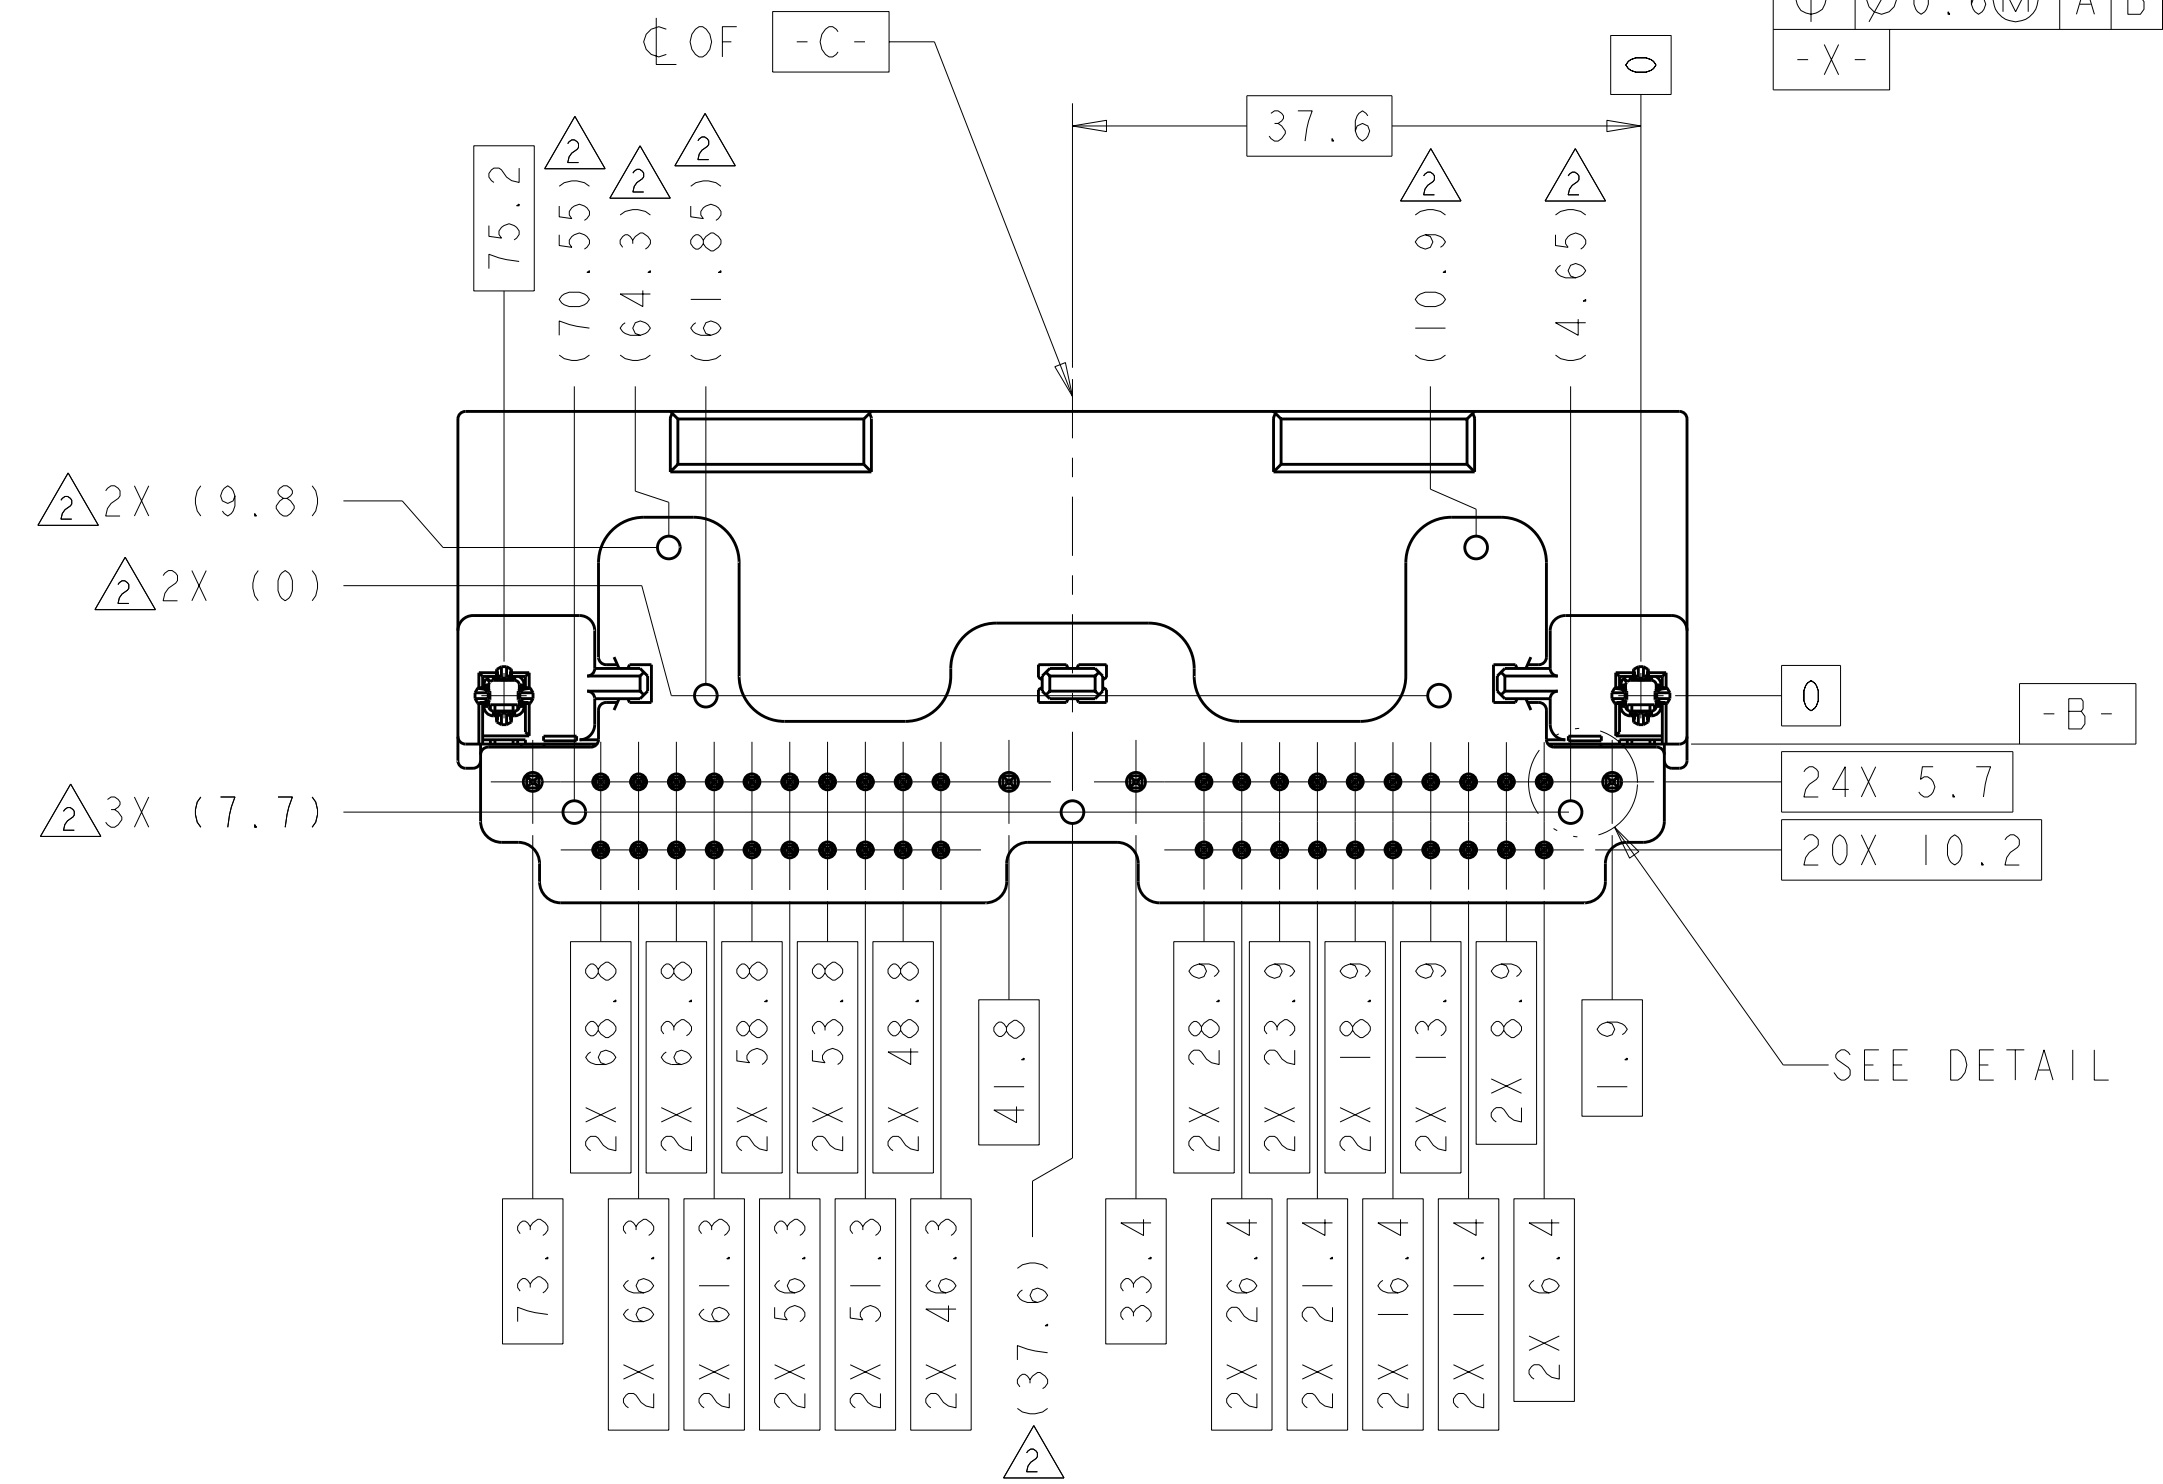 ⌀0.6Ⓜ A B
-X-
℄ OF -C-
0
37.6
75.2
(70.55) 2
(64.3) 2
(61.85) 2
(10.9) 2
(4.65) 2
2 2X (9.8)
2 2X (0)
0
-B-
2 3X (7.7)
24X 5.7
20X 10.2
2X 68.8
2X 63.8
2X 58.8
2X 53.8
2X 48.8
41.8
2X 28.9
2X 23.9
2X 18.9
2X 13.9
2X 8.9
1.9
SEE DETAIL
73.3
2X 66.3
2X 61.3
2X 56.3
2X 51.3
2X 46.3
2 (37.6)
33.4
2X 26.4
2X 21.4
2X 16.4
2X 11.4
2X 6.4